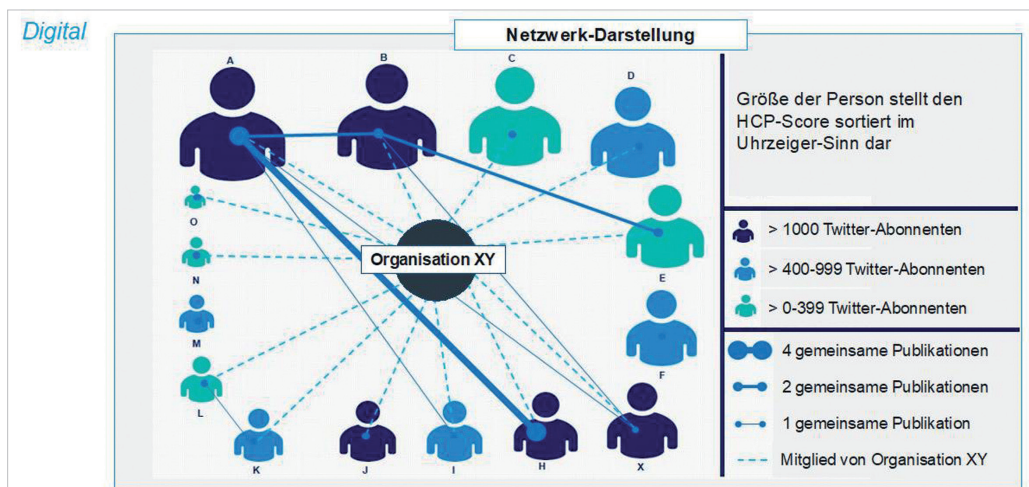 Digital
Netzwerk-Darstellung
A
B
C
D
Größe der Person stellt den
HCP-Score sortiert im
Uhrzeiger-Sinn dar
O
N
M
L
K
J
I
H
X
F
E
Organisation XY
> 1000 Twitter-Abonnenten
> 400-999 Twitter-Abonnenten
> 0-399 Twitter-Abonnenten
4 gemeinsame Publikationen
2 gemeinsame Publikationen
1 gemeinsame Publikation
Mitglied von Organisation XY